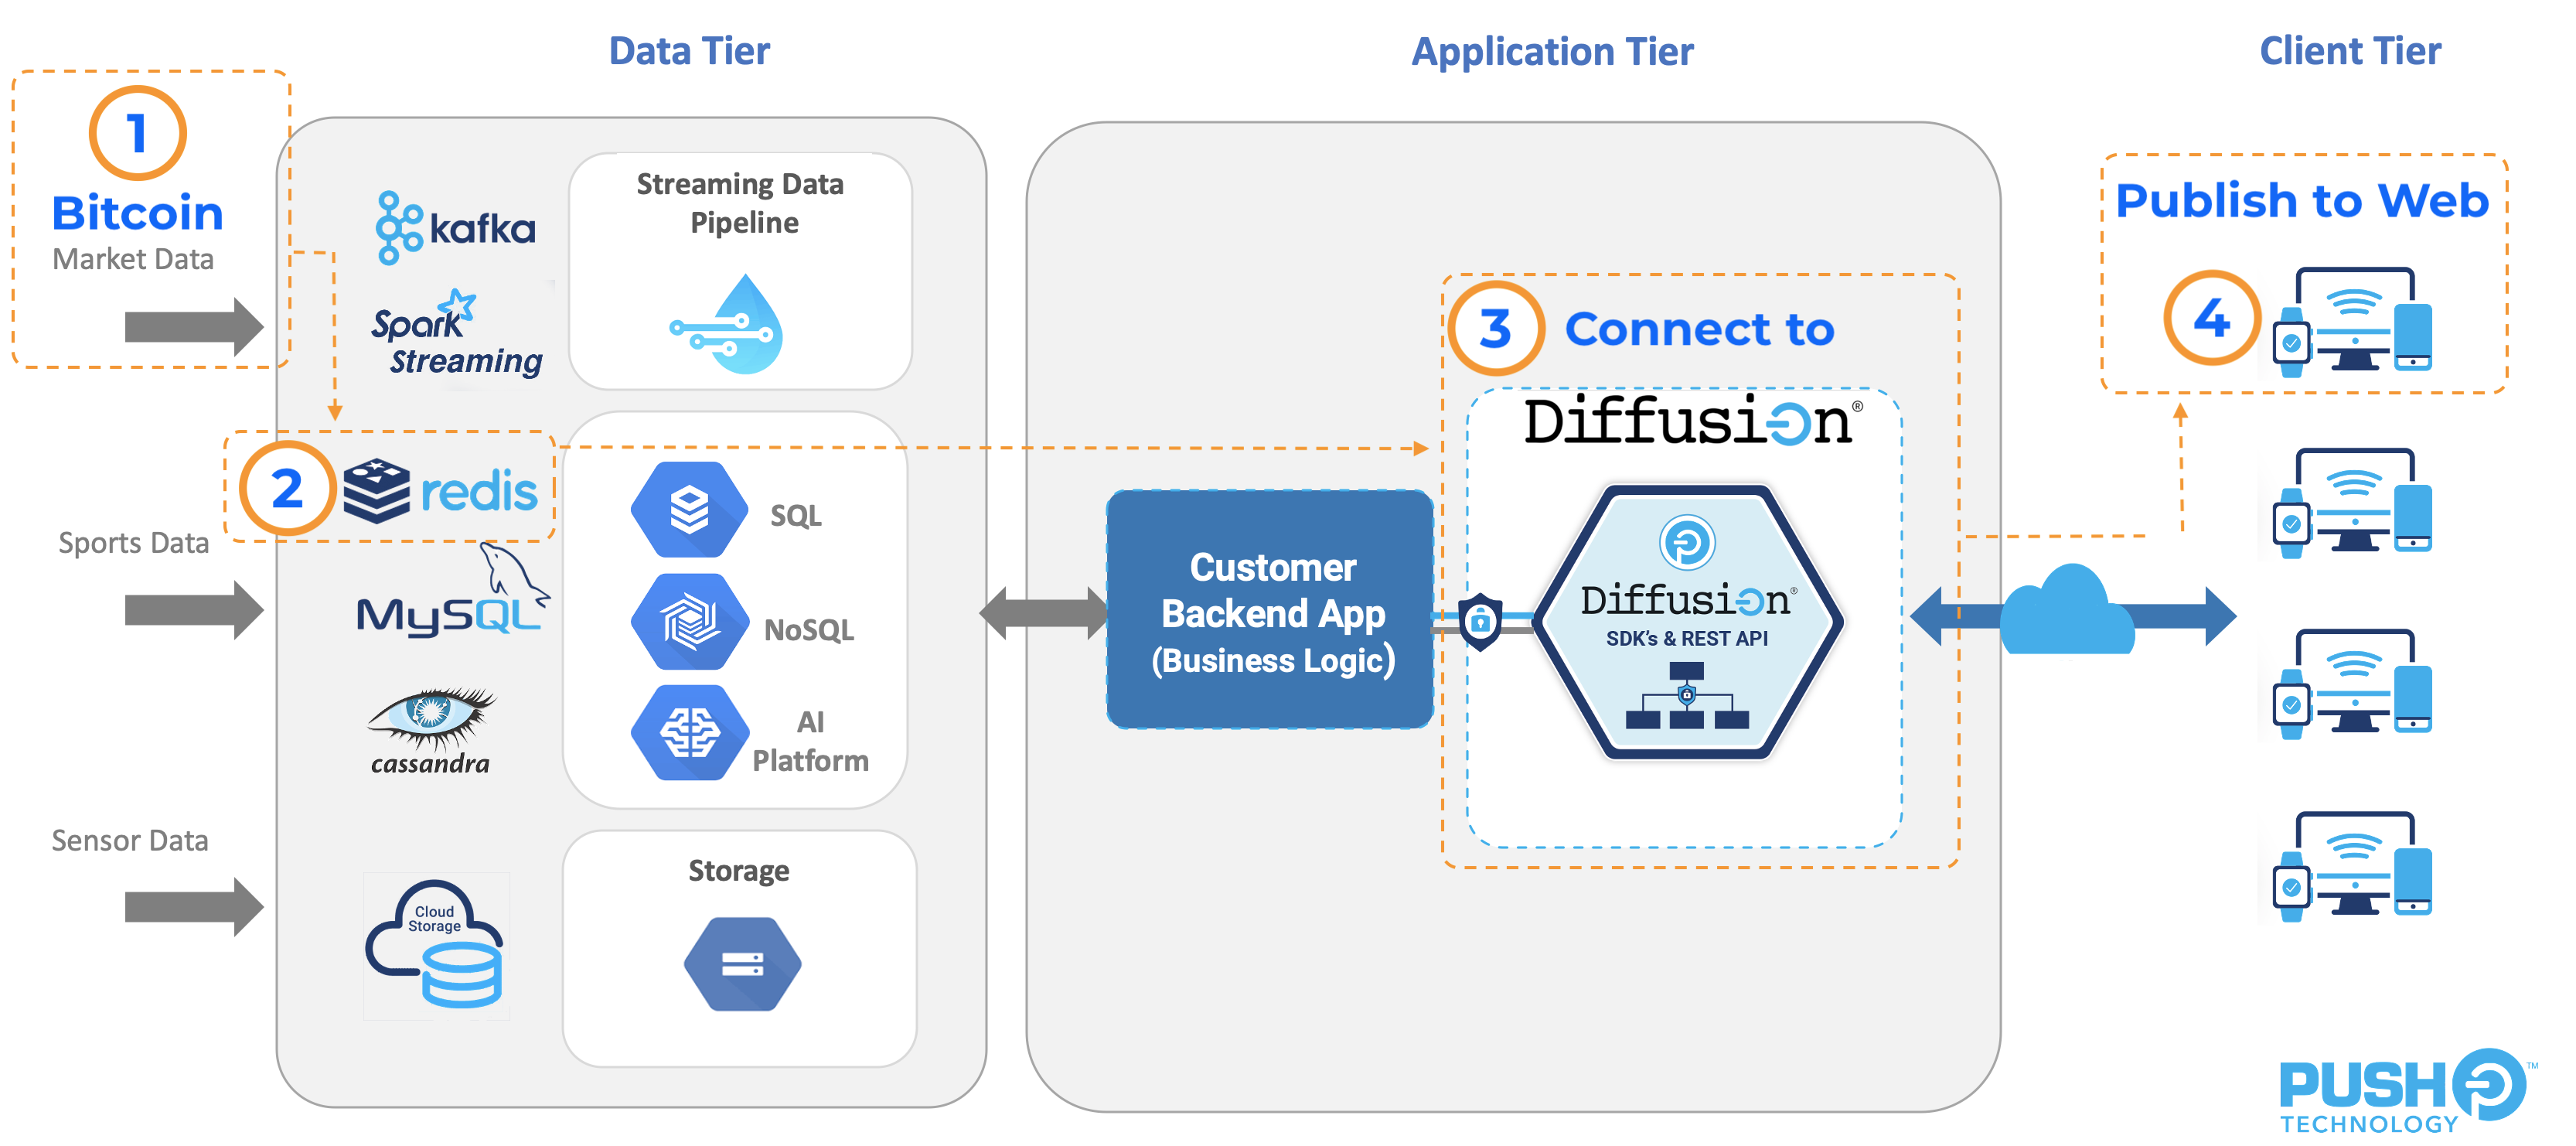 Data Tier
Application Tier
Client Tier
1
Bitcoin
Market Data
Sports Data
Sensor Data
kafka
Spark
Streaming
2
redis
MySQL
cassandra
Cloud
Storage
Streaming Data
Pipeline
SQL
NoSQL
AI
Platform
Storage
Customer
Backend App
(Business Logic)
3
Connect to
Diffusion®
Diffusion®
SDK's & REST API
Publish to Web
4
PUSH
TECHNOLOGY
™